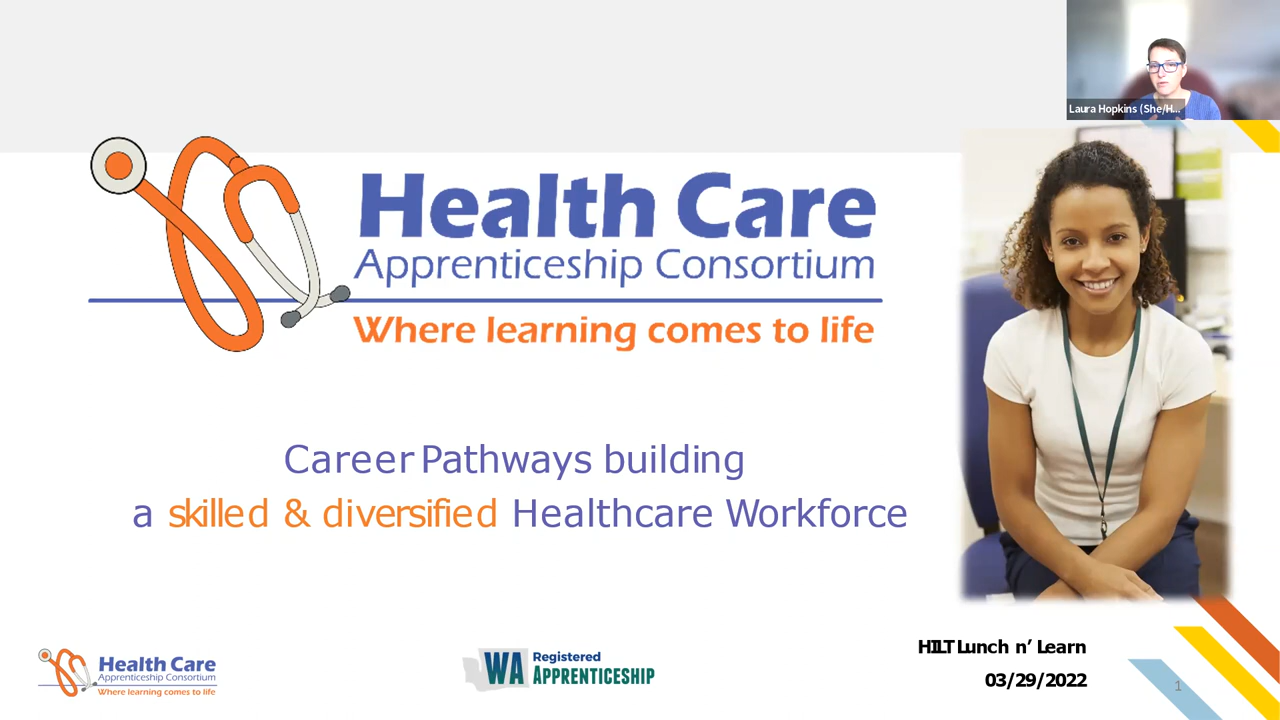 Laura Hopkins (She/H...
Health Care
Apprenticeship Consortium
Where learning comes to life
Career Pathways building
a skilled & diversified Healthcare Workforce
Health Care
Apprenticeship Consortium
Where learning comes to life
WA Registered
APPRENTICESHIP
HILT Lunch n’ Learn
03/29/2022
1